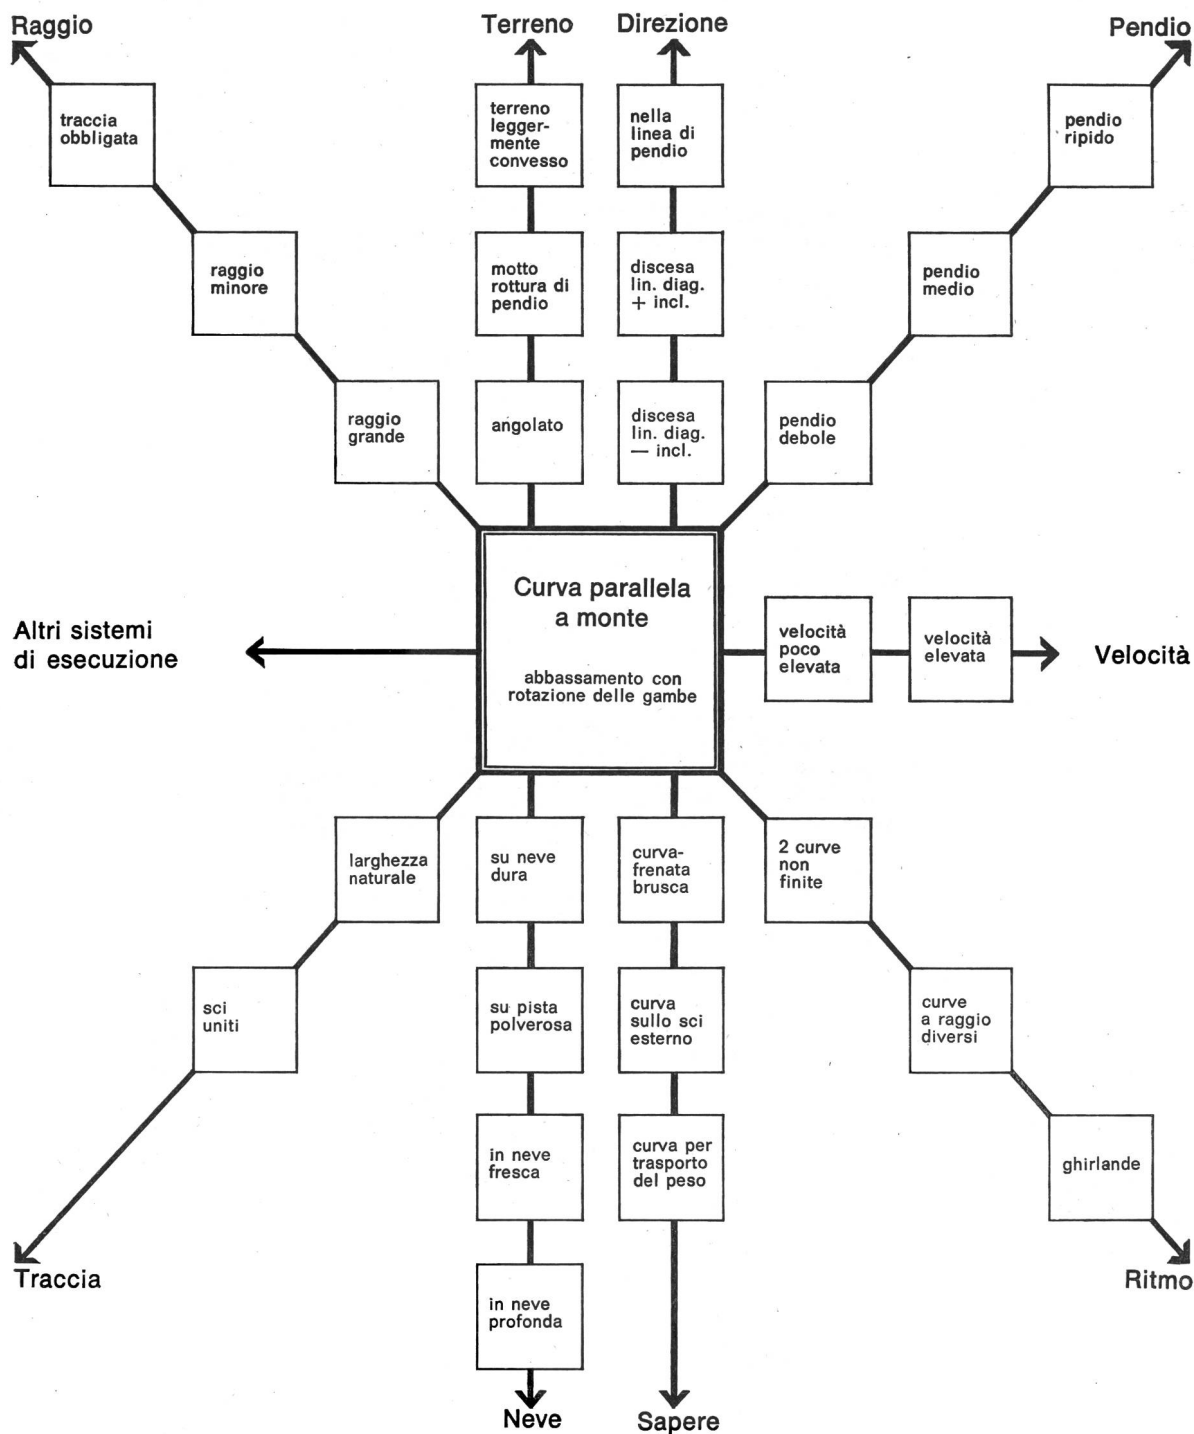 Raggio
Terreno
Direzione
Pendio
traccia
obbligata
terreno
legger-
mente
convesso
nella
linea di
pendio
pendio
ripido
raggio
minore
motto
rottura di
pendio
discesa
lin. diag.
+ incl.
pendio
medio
raggio
grande
angolato
discesa
lin. diag.
— incl.
pendio
debole
Curva parallela
a monte
abbassamento con
rotazione delle gambe
Altri sistemi
di esecuzione
velocità
poco
elevata
velocità
elevata
Velocità
larghezza
naturale
su neve
dura
curva-
frenata
brusca
2 curve
non
finite
sci
uniti
su pista
polverosa
curva
sullo sci
esterno
curve
a raggio
diversi
in neve
fresca
curva per
trasporto
del peso
ghirlande
Traccia
Ritmo
in neve
profonda
Neve
Sapere